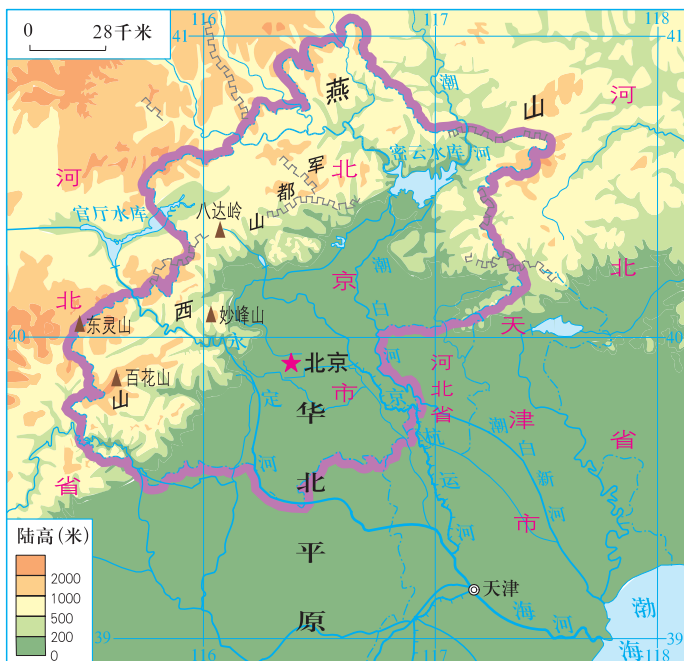 0 28千米
116
117
118
41
41
燕
山
潮
河
密云水库
河
河
北
省
官厅水库
八达岭
军
都
山
北
京
市
潮
白
河
西
山
妙峰山
东灵山
百花山
永
定
河
40
40
北京
天
津
市
河
北
省
北
省
京
杭
运
河
潮
白
新
河
华
北
平
原
天津
海
河
渤
海
39
39
116
117
118
陆高(米)
2000
1000
500
200
0